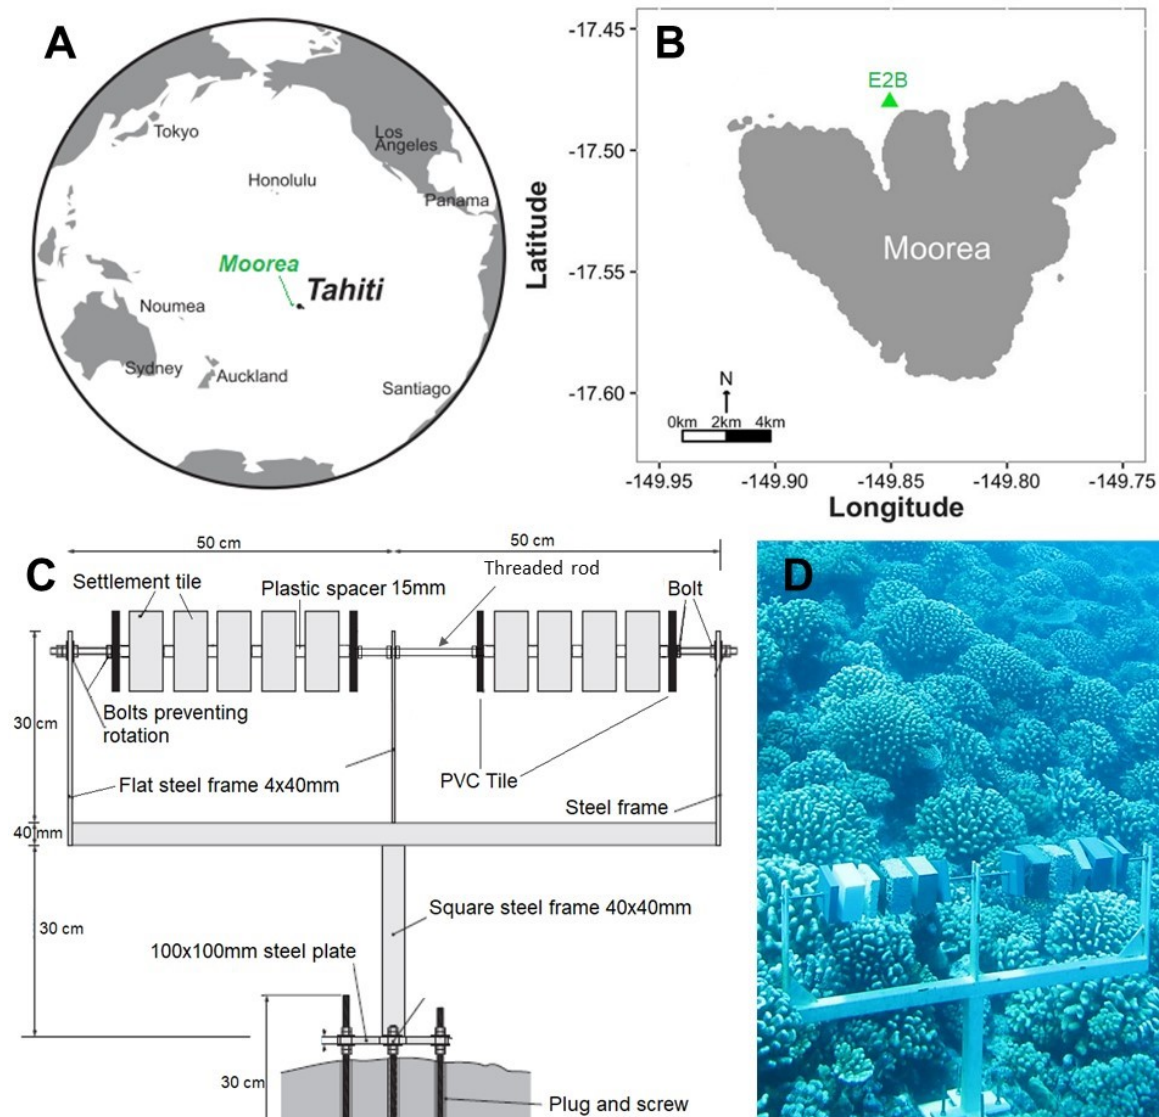 A
Tokyo
Los
Angeles
Honolulu
Panama
Moorea
Tahiti
Noumea
Sydney
Auckland
Santiago
B
-17.45
E2B
-17.50
Latitude
Moorea
-17.55
-17.60
N
0km 2km 4km
-149.95 -149.90 -149.85 -149.80 -149.75
Longitude
C
50 cm 50 cm
Settlement tile
Plastic spacer 15mm
Threaded rod
Bolt
30 cm
Bolts preventing
rotation
Flat steel frame 4x40mm
PVC Tile
Steel frame
40 mm
30 cm
Square steel frame 40x40mm
100x100mm steel plate
30 cm
Plug and screw
D